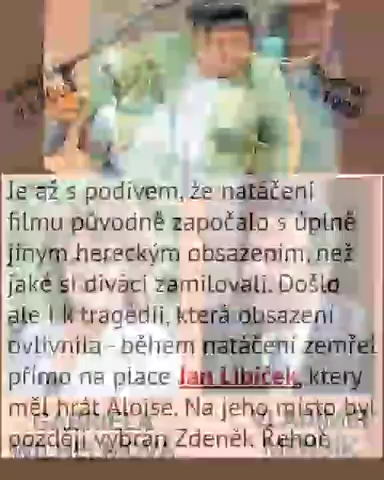 Je až s podivem, že natáčení
filmu původně započalo s úplně
jiným hereckým obsazením, než
jaké si diváci zamilovali. Došlo
ale i k tragédii, která obsazení
ovlivnila - během natáčení zemřel
přímo na place Jan Libíček, který
měl hrát Aloise. Na jeho místo byl
později vybrán Zdeněk Řehoř